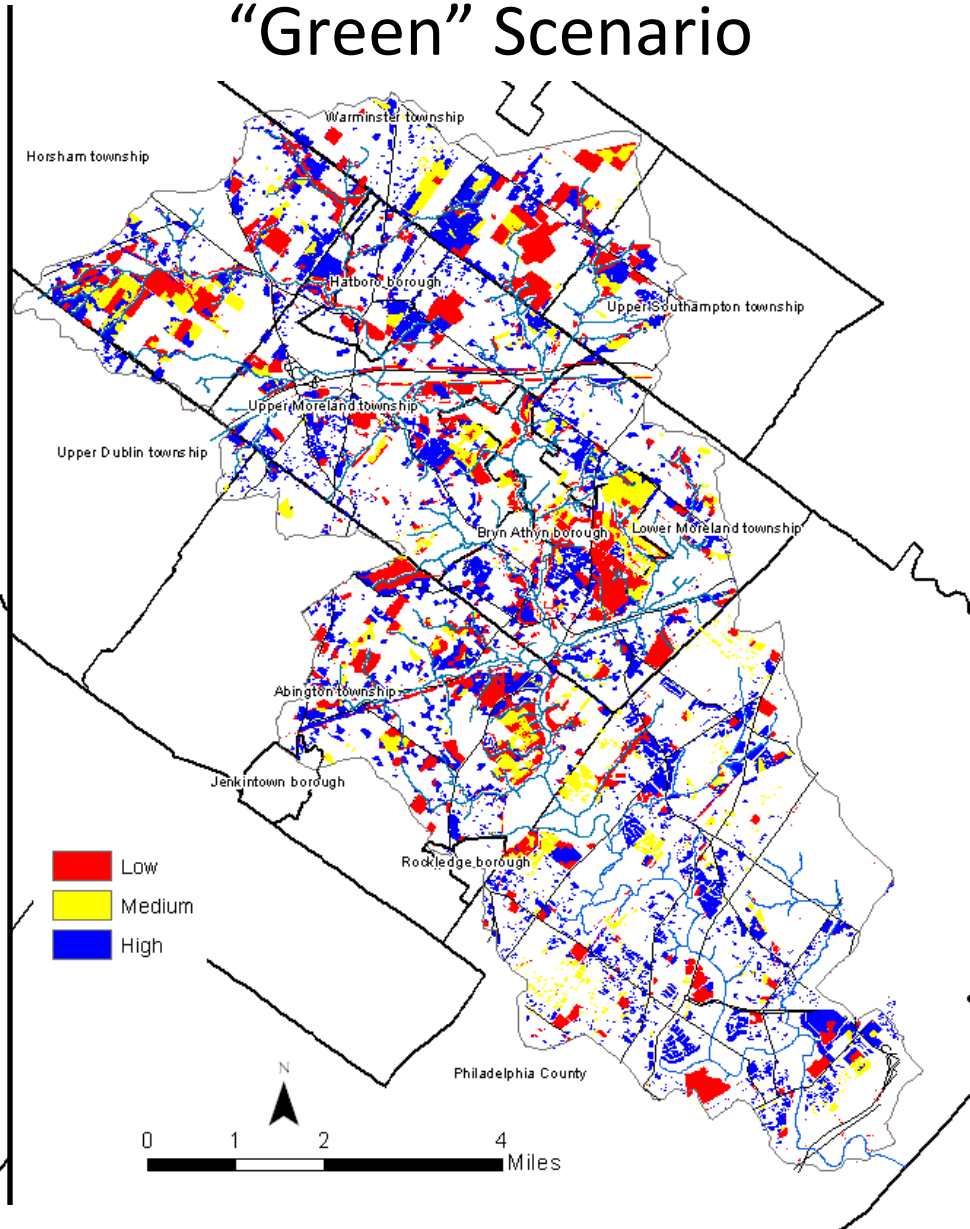 “Green” Scenario
Warminster township
Horsham township
Hatboro borough
Upper Southampton township
Upper Moreland township
Upper Dublin township
Bryn Athyn borough
Lower Moreland township
Abington township
Jenkintown borough
Rockledge borough
Low
Medium
High
Philadelphia County
N
0 1 2 4
Miles